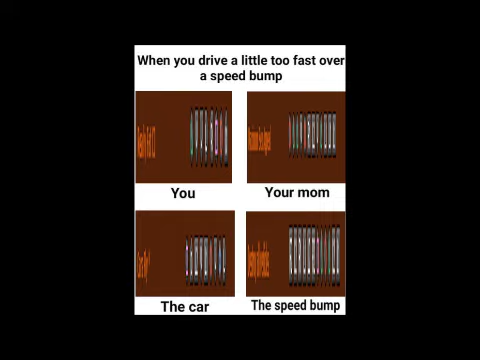 When you drive a little too fast over
a speed bump
You
Your mom
The car
The speed bump